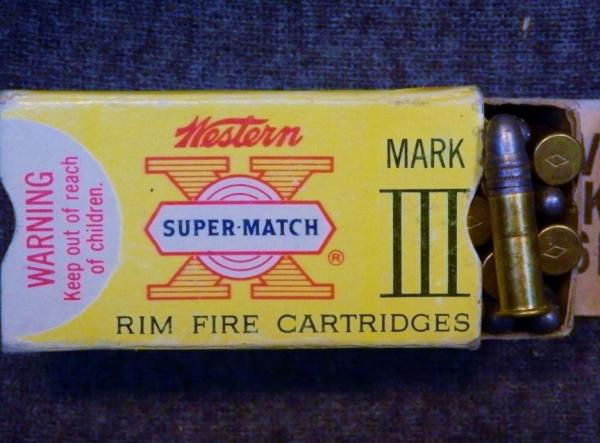 WARNING
Keep out of reach
of children.
Western
X
SUPER·MATCH
®
MARK
III
RIM FIRE CARTRIDGES